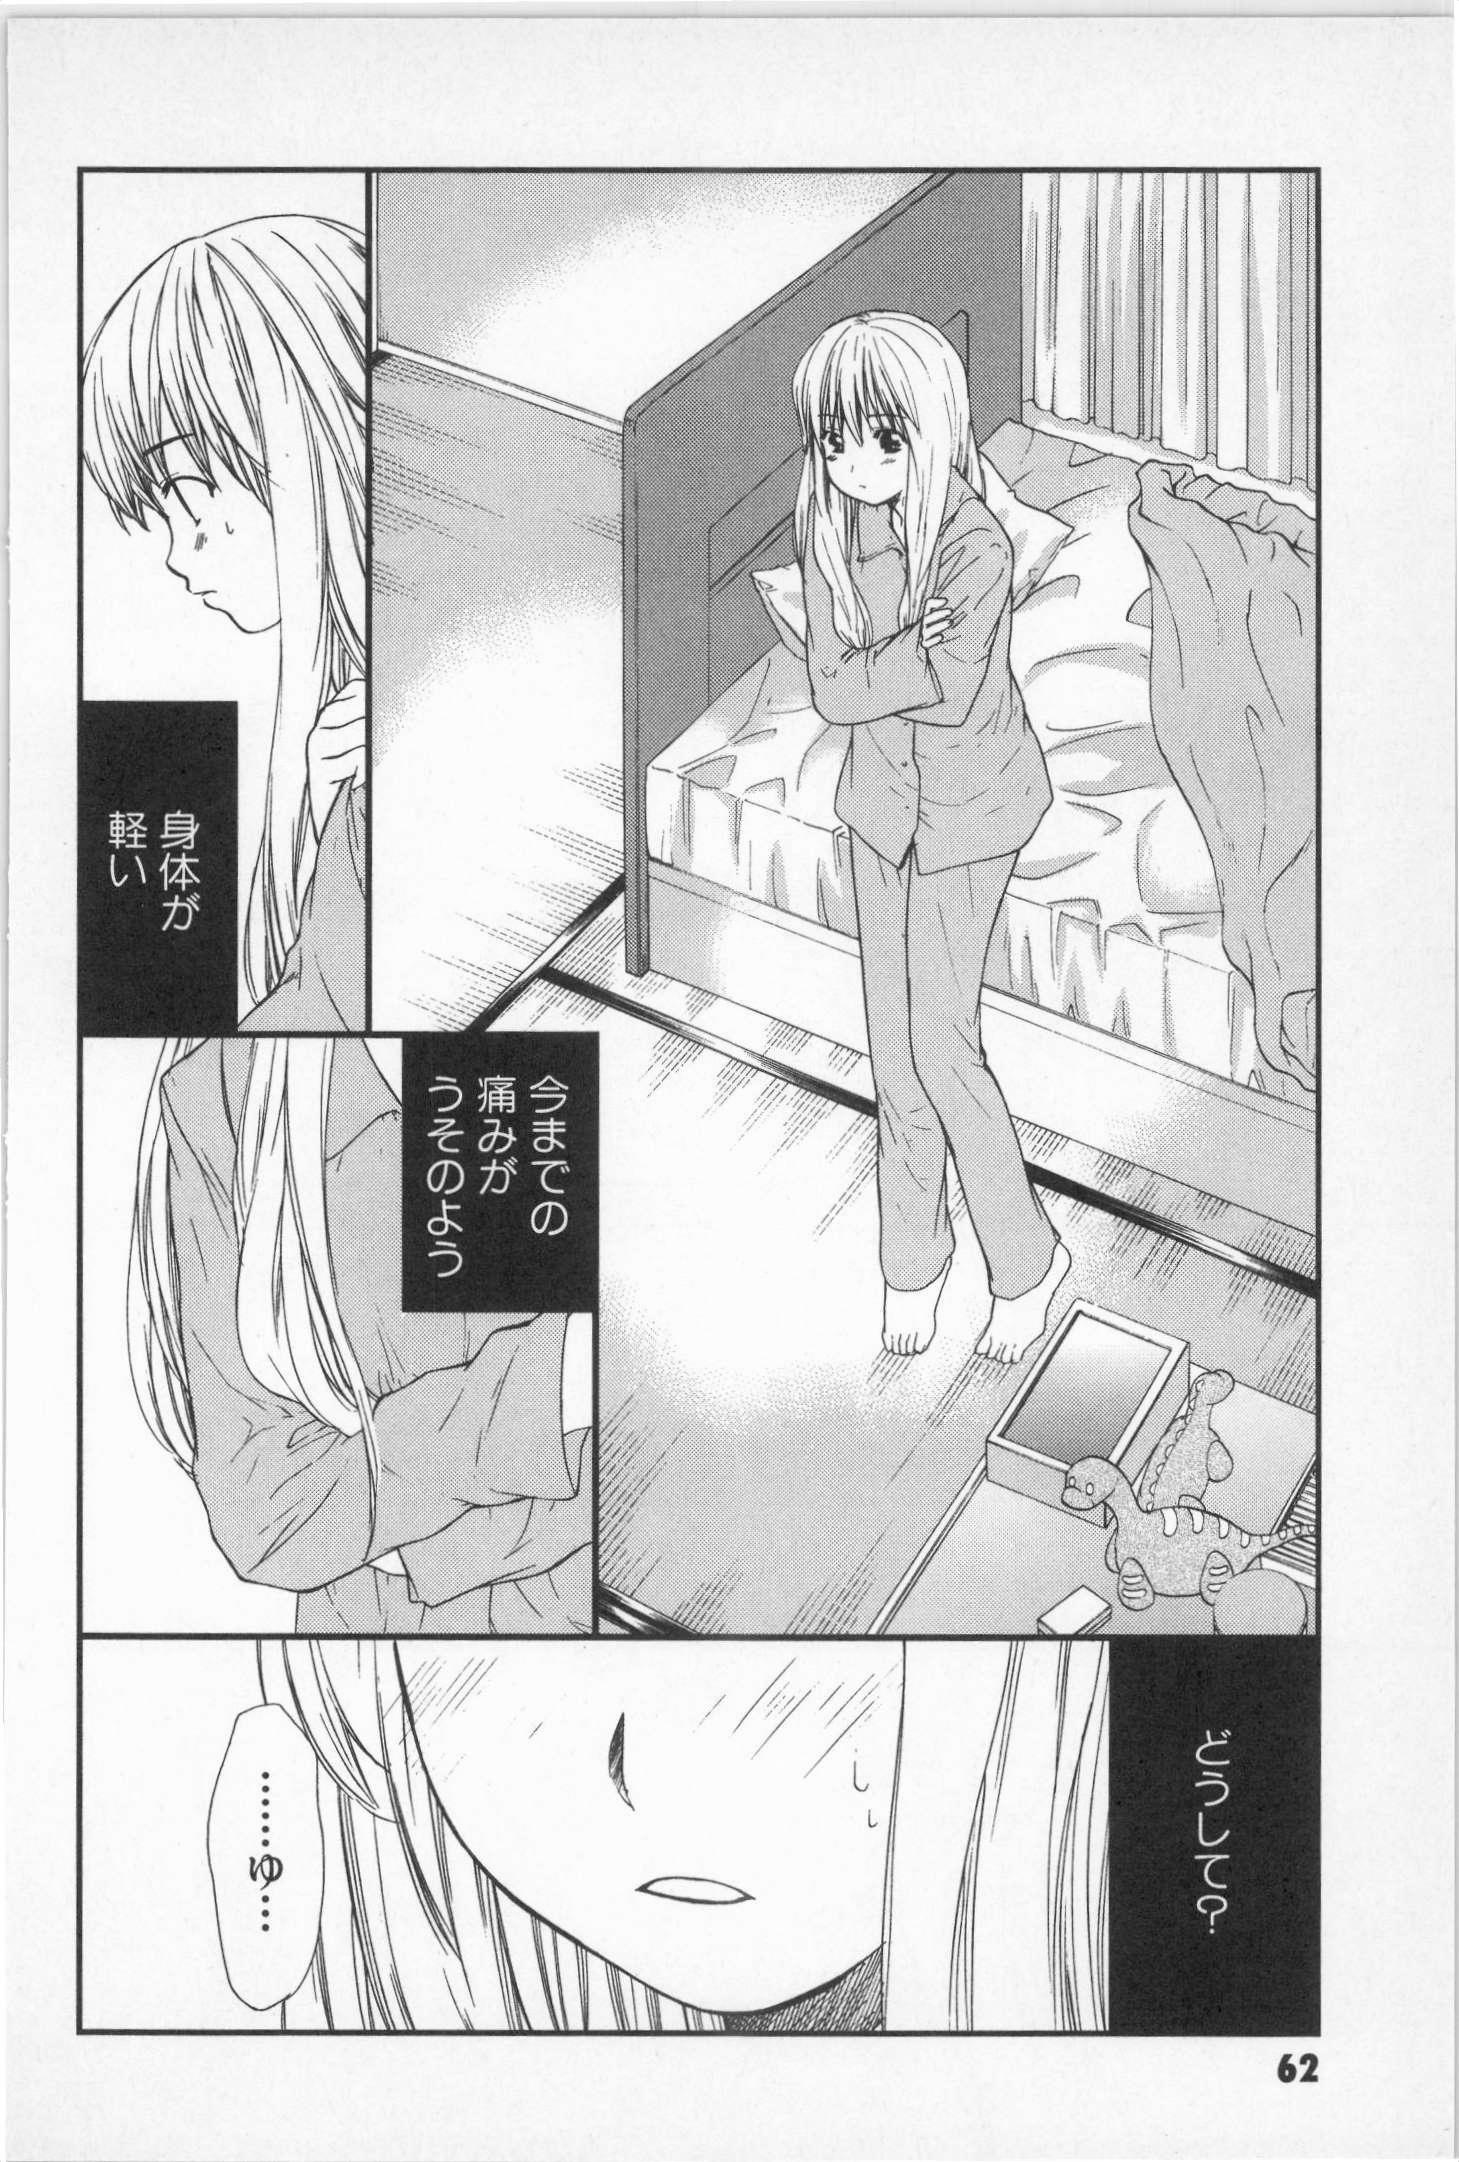 身体が
軽い
今までの
痛みが
うそのよう
どうして？
………ゆ……
62